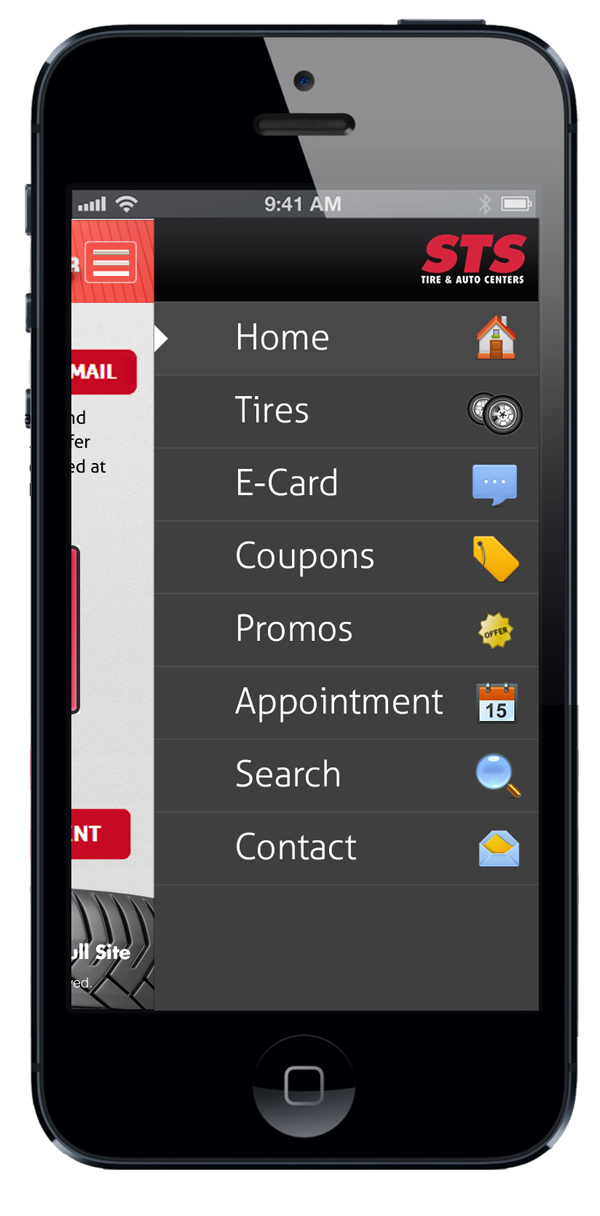 9:41 AM
R
STS
TIRE & AUTO CENTERS
MAIL
nd
fer
ed at
NT
ull Site
ved.
Home
Tires
E-Card
Coupons
Promos
OFFER
Appointment
15
Search
Contact